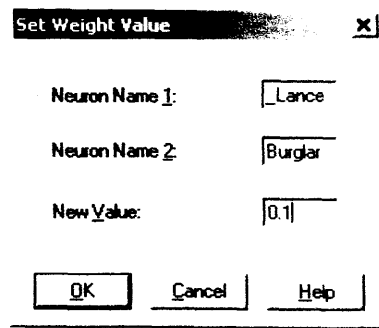 Set Weight Value
Neuron Name 1: _Lance
Neuron Name 2: Burglar
New Value: 0.1
OK Cancel Help